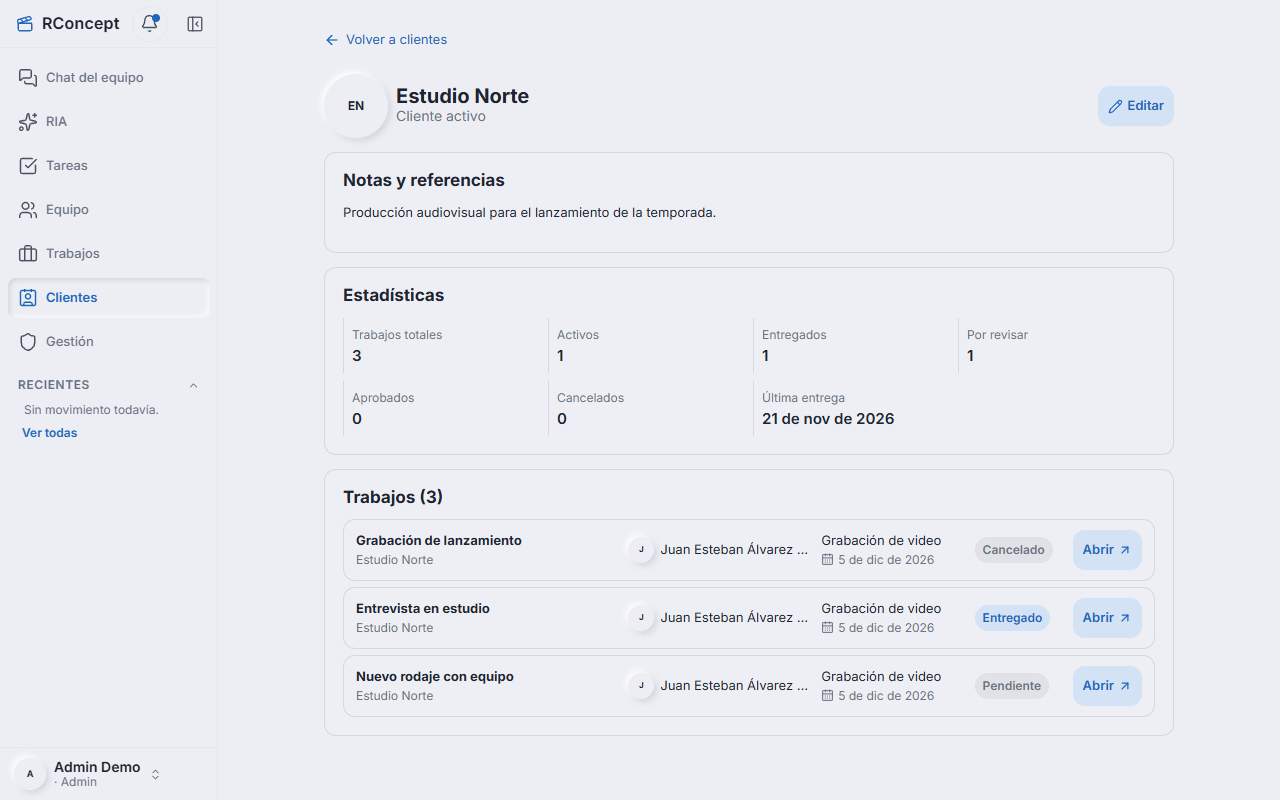 RConcept
Chat del equipo
RIA
Tareas
Equipo
Trabajos
Clientes
Gestión
RECIENTES
Sin movimiento todavía.
Ver todas
A
Admin Demo
· Admin
Volver a clientes
EN
Estudio Norte
Cliente activo
Editar
Notas y referencias
Producción audiovisual para el lanzamiento de la temporada.
Estadísticas
Trabajos totales
3
Activos
1
Entregados
1
Por revisar
1
Aprobados
0
Cancelados
0
Última entrega
21 de nov de 2026
Trabajos (3)
Grabación de lanzamiento
Estudio Norte
J
Juan Esteban Álvarez ...
Grabación de video
5 de dic de 2026
Cancelado
Abrir
Entrevista en estudio
Estudio Norte
J
Juan Esteban Álvarez ...
Grabación de video
5 de dic de 2026
Entregado
Abrir
Nuevo rodaje con equipo
Estudio Norte
J
Juan Esteban Álvarez ...
Grabación de video
5 de dic de 2026
Pendiente
Abrir